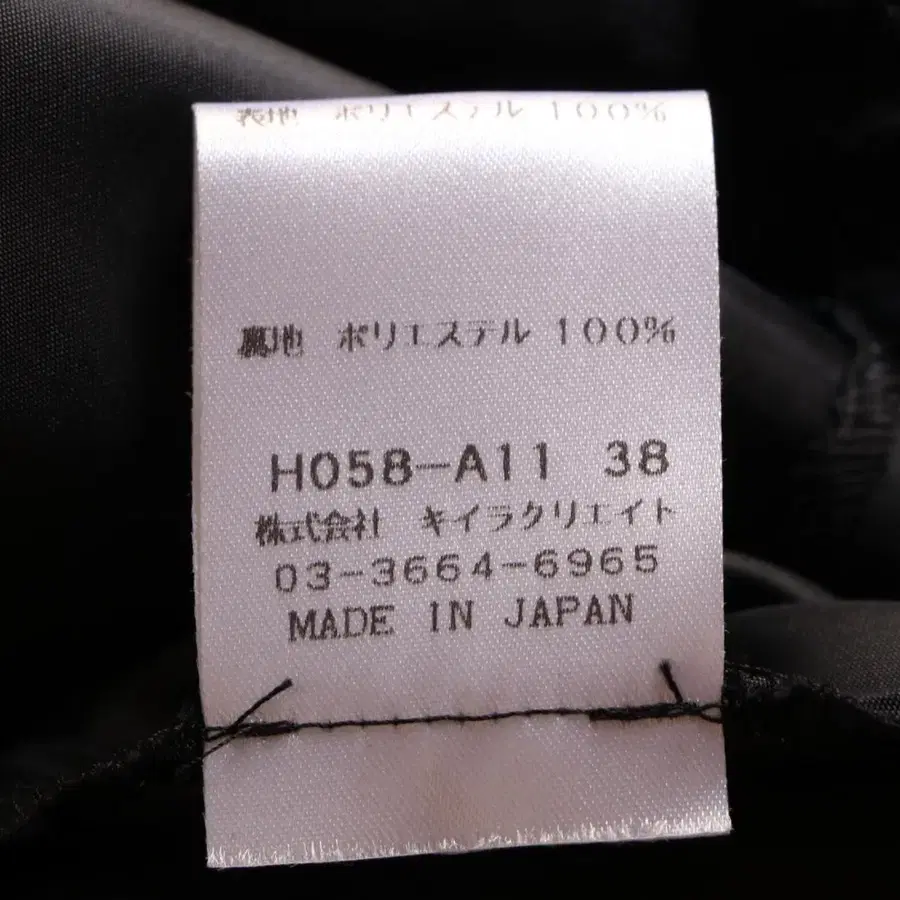 表地 ポリエステル 100%
裏地 ポリエステル 100%
H058-A11 38
株式会社 キイラクリエイト
03-3664-6965
MADE IN JAPAN